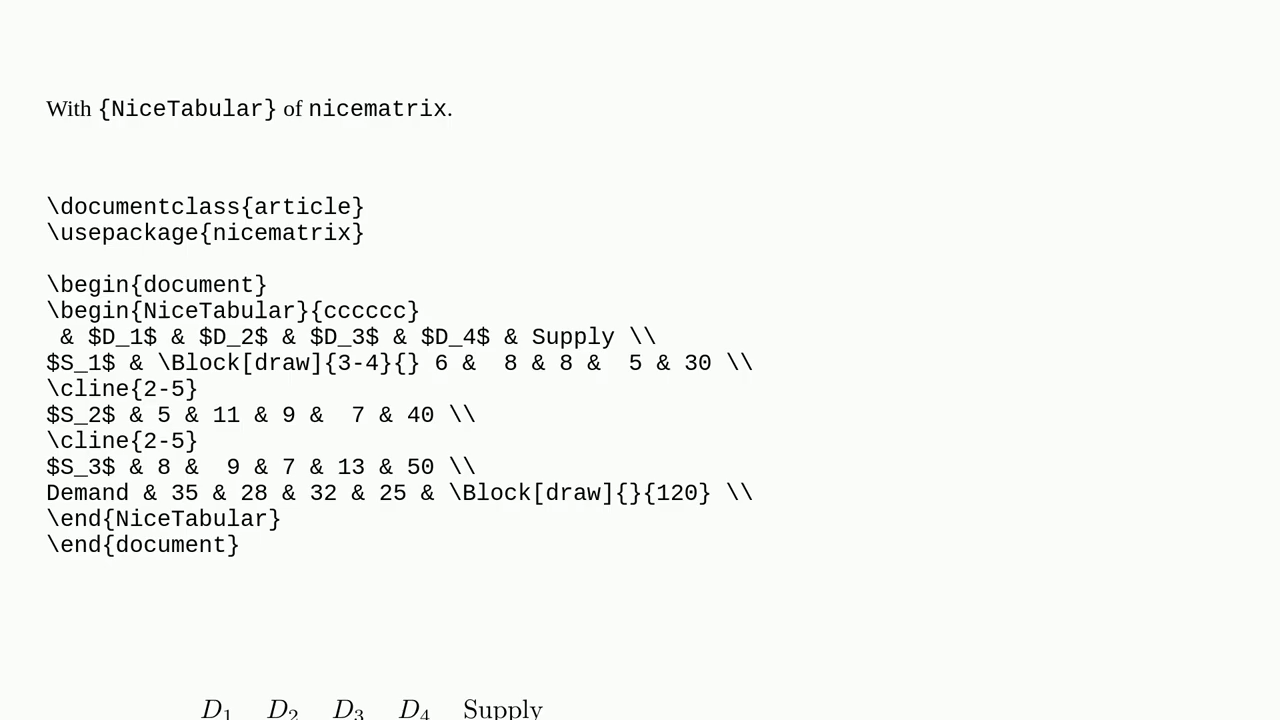 With {NiceTabular} of nicematrix.
\documentclass{article}
\usepackage{nicematrix}
\begin{document}
\begin{NiceTabular}{cccccc}
 & $D_1$ & $D_2$ & $D_3$ & $D_4$ & Supply \\
$S_1$ & \Block[draw]{3-4}{} 6 &  8 & 8 &  5 & 30 \\
\cline{2-5}
$S_2$ & 5 & 11 & 9 &  7 & 40 \\
\cline{2-5}
$S_3$ & 8 &  9 & 7 & 13 & 50 \\
Demand & 35 & 28 & 32 & 25 & \Block[draw]{}{120} \\
\end{NiceTabular}
\end{document}
D₁ D₂ D₃ D₄ Supply